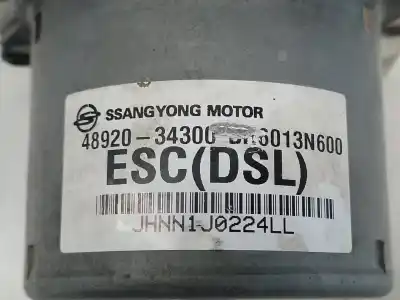 SSANGYONG MOTOR
48920-34300 6013N600
ESC(DSL)
JHNN1J0224LL